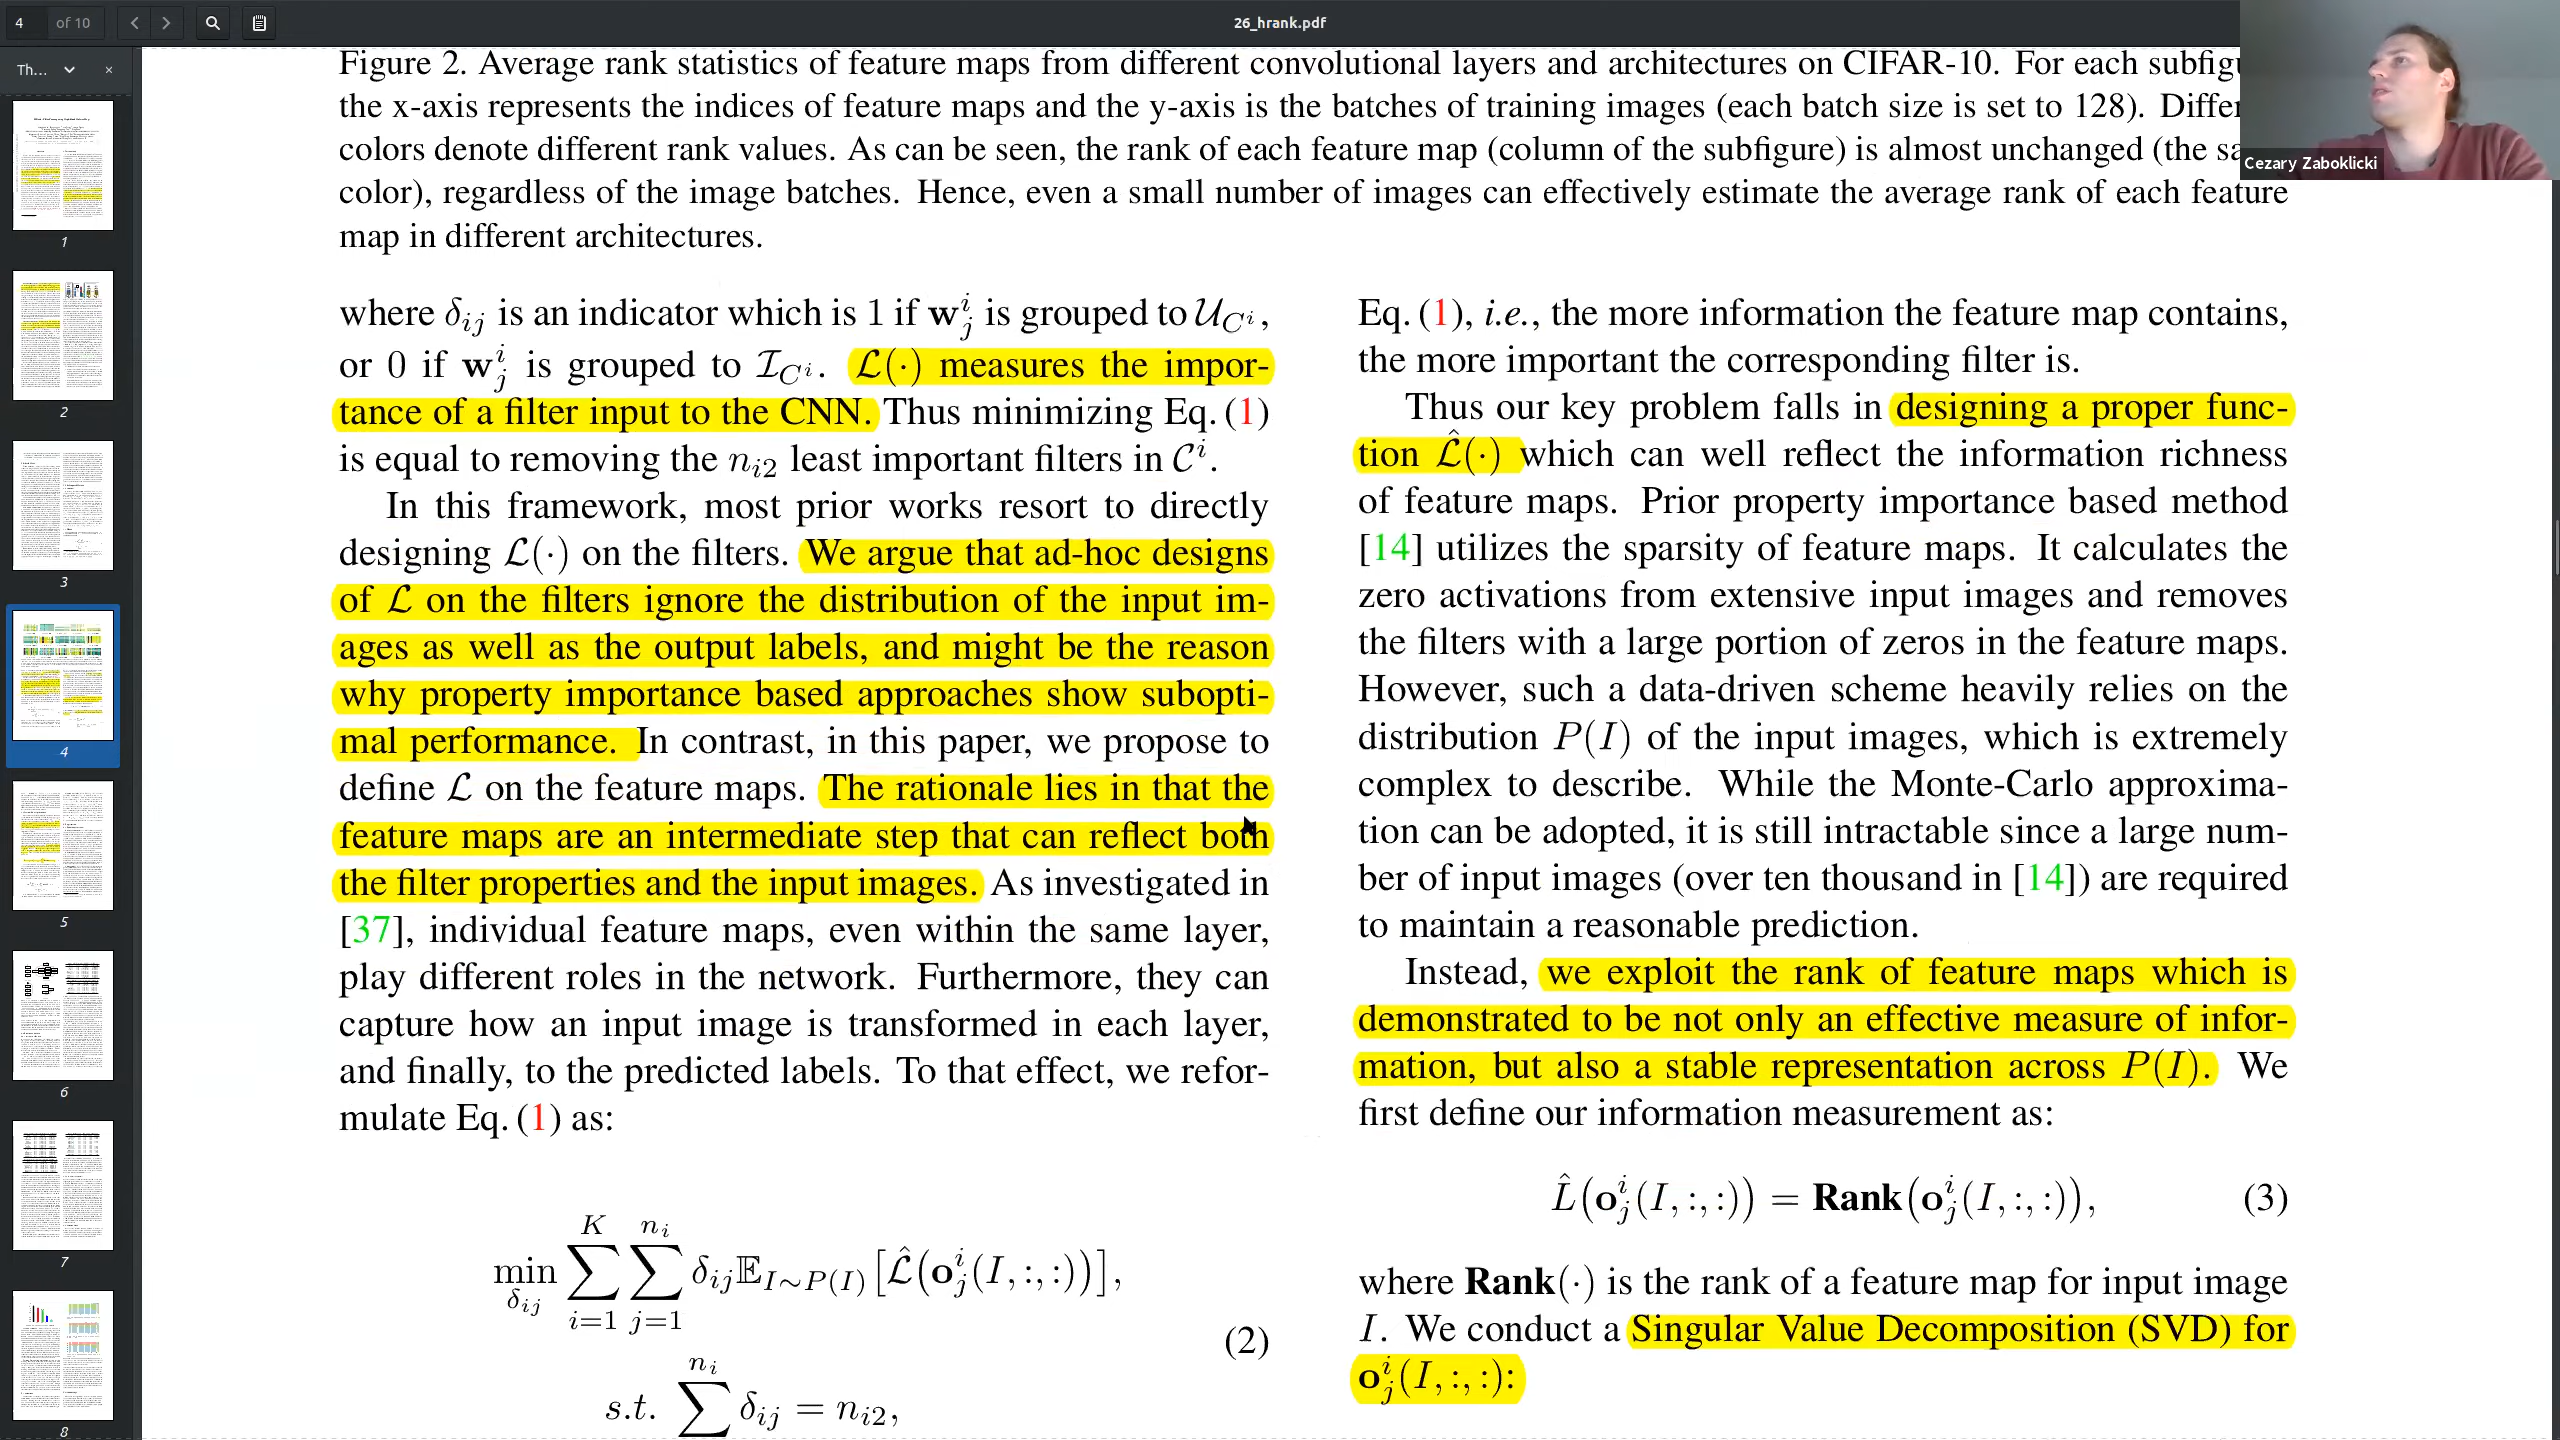 4 of 10
26_hrank.pdf
Th...
Cezary Zaboklicki
1
2
3
4
5
6
7
8
Figure 2. Average rank statistics of feature maps from different convolutional layers and architectures on CIFAR-10. For each subfigu
the x-axis represents the indices of feature maps and the y-axis is the batches of training images (each batch size is set to 128). Differ
colors denote different rank values. As can be seen, the rank of each feature map (column of the subfigure) is almost unchanged (the sa
color), regardless of the image batches. Hence, even a small number of images can effectively estimate the average rank of each feature
map in different architectures.
where δ_{ij} is an indicator which is 1 if w^i_j is grouped to U_{C^i},
or 0 if w^i_j is grouped to I_{C^i}. L(·) measures the impor-
tance of a filter input to the CNN. Thus minimizing Eq. (1)
is equal to removing the n_{i2} least important filters in C^i.
In this framework, most prior works resort to directly
designing L(·) on the filters. We argue that ad-hoc designs
of L on the filters ignore the distribution of the input im-
ages as well as the output labels, and might be the reason
why property importance based approaches show subopti-
mal performance. In contrast, in this paper, we propose to
define L on the feature maps. The rationale lies in that the
feature maps are an intermediate step that can reflect both
the filter properties and the input images. As investigated in
[37], individual feature maps, even within the same layer,
play different roles in the network. Furthermore, they can
capture how an input image is transformed in each layer,
and finally, to the predicted labels. To that effect, we refor-
mulate Eq. (1) as:
min_{δ_{ij}} ∑_{i=1}^{K} ∑_{j=1}^{n_i} δ_{ij} 𝔼_{I∼P(I)} [L̂(o^i_j(I, :, :))],
(2)
s.t. ∑^{n_i} δ_{ij} = n_{i2},
Eq. (1), i.e., the more information the feature map contains,
the more important the corresponding filter is.
Thus our key problem falls in designing a proper func-
tion L̂(·) which can well reflect the information richness
of feature maps. Prior property importance based method
[14] utilizes the sparsity of feature maps. It calculates the
zero activations from extensive input images and removes
the filters with a large portion of zeros in the feature maps.
However, such a data-driven scheme heavily relies on the
distribution P(I) of the input images, which is extremely
complex to describe. While the Monte-Carlo approxima-
tion can be adopted, it is still intractable since a large num-
ber of input images (over ten thousand in [14]) are required
to maintain a reasonable prediction.
Instead, we exploit the rank of feature maps which is
demonstrated to be not only an effective measure of infor-
mation, but also a stable representation across P(I). We
first define our information measurement as:
L̂(o^i_j(I, :, :)) = Rank(o^i_j(I, :, :)), (3)
where Rank(·) is the rank of a feature map for input image
I. We conduct a Singular Value Decomposition (SVD) for
o^i_j(I, :, :):